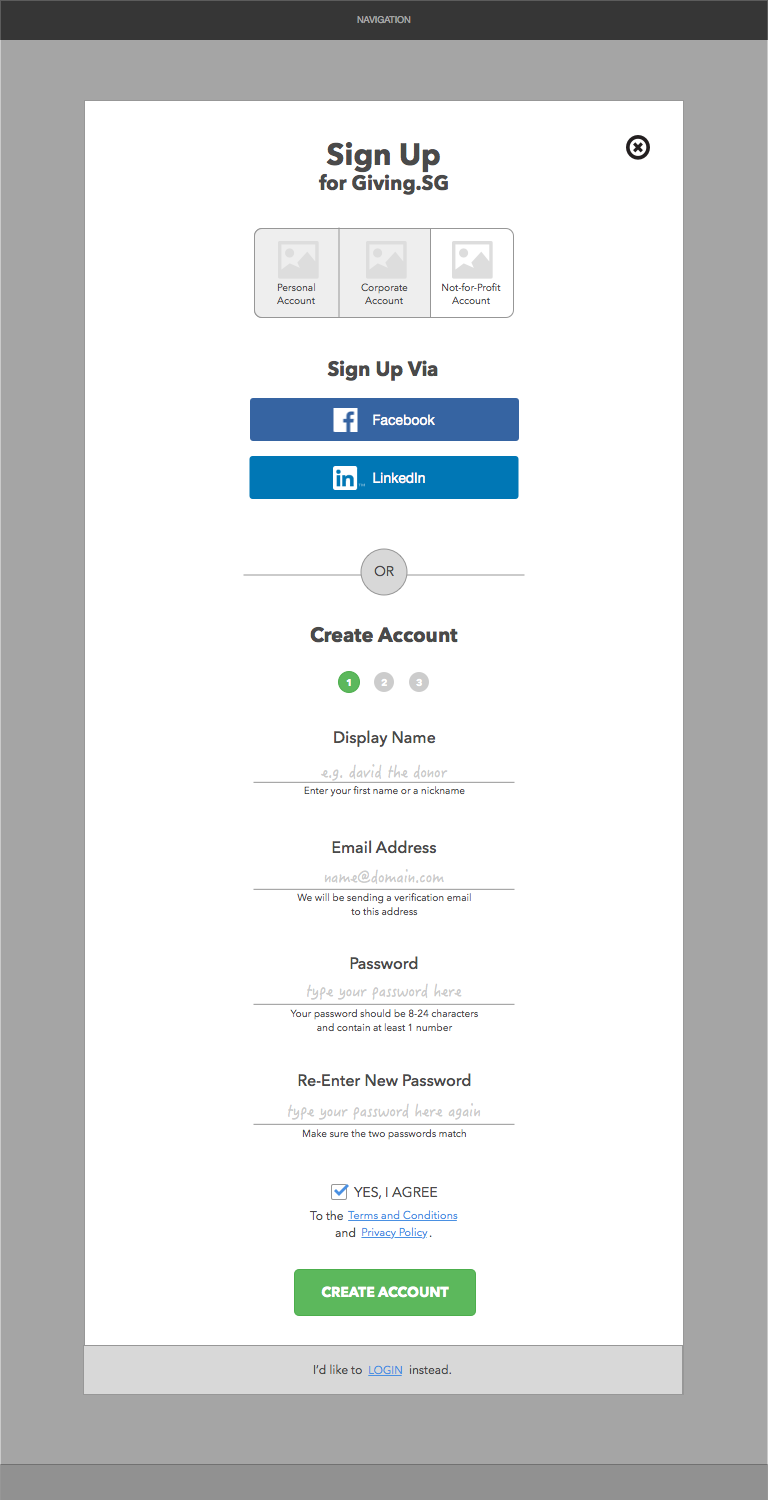 NAVIGATION
Sign Up
for Giving.SG
Personal Account
Corporate Account
Not-for-Profit Account
Sign Up Via
Facebook
in LinkedIn
OR
Create Account
1 2 3
Display Name
e.g. david the donor
Enter your first name or a nickname
Email Address
name@domain.com
We will be sending a verification email
to this address
Password
type your password here
Your password should be 8-24 characters
and contain at least 1 number
Re-Enter New Password
type your password here again
Make sure the two passwords match
YES, I AGREE
To the Terms and Conditions
and Privacy Policy.
CREATE ACCOUNT
I'd like to LOGIN instead.